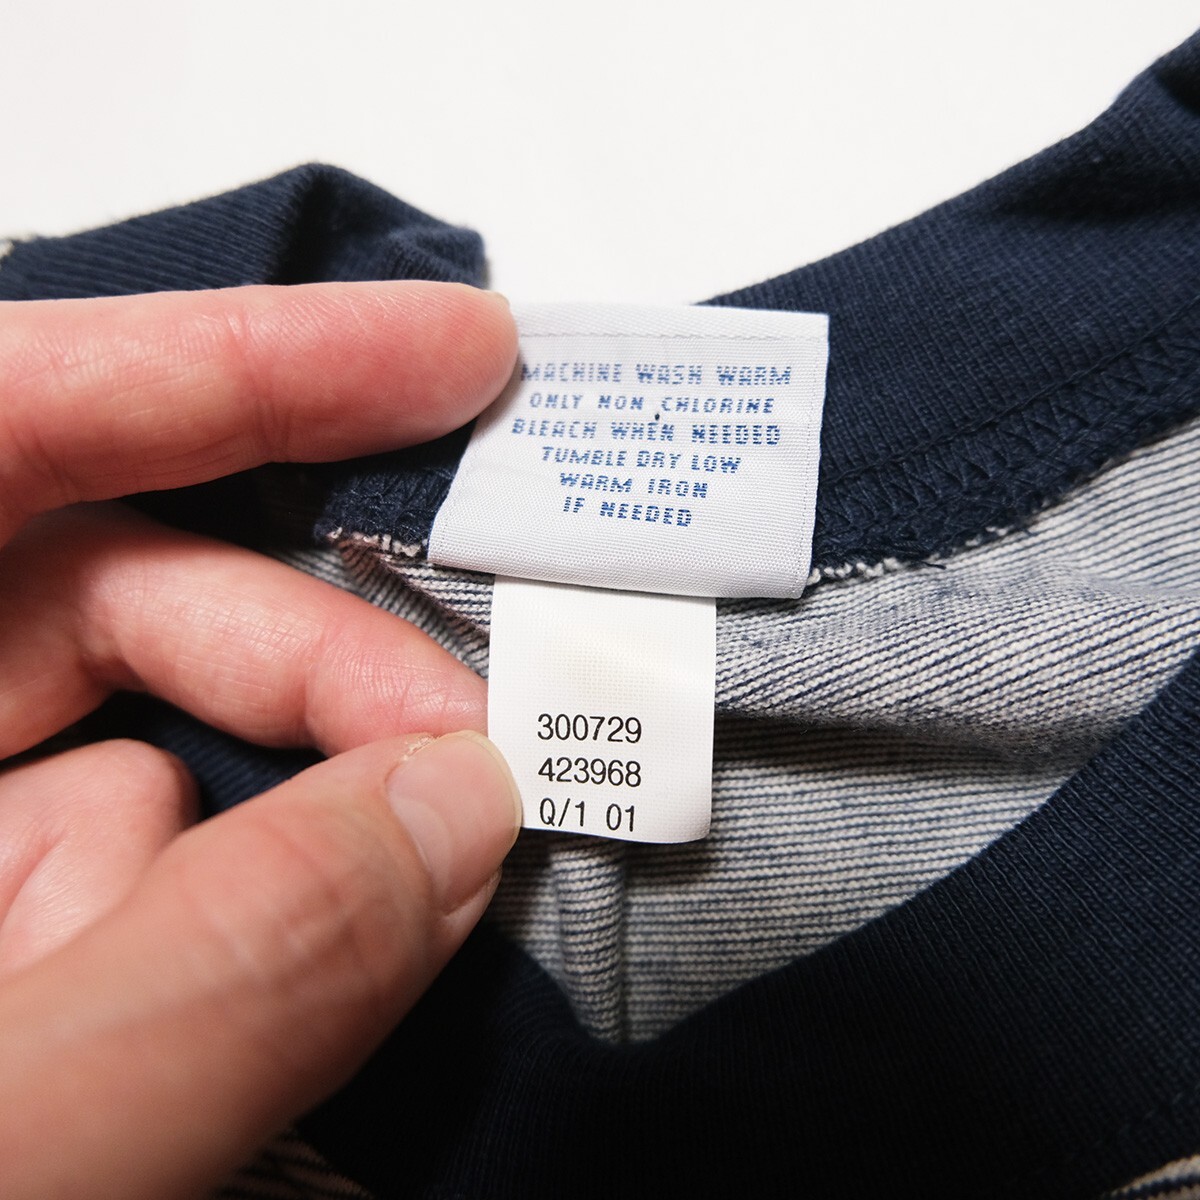 MACHINE WASH WARM
ONLY NON CHLORINE
BLEACH WHEN NEEDED
TUMBLE DRY LOW
WARM IRON
IF NEEDED
300729
423968
Q/1 01